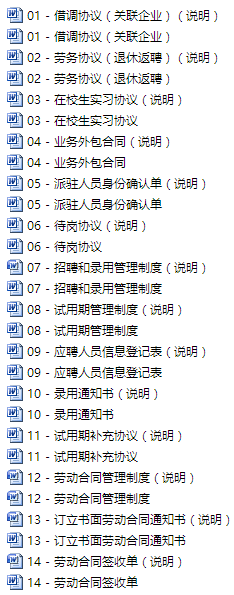 01 - 借调协议（关联企业）（说明）
01 - 借调协议（关联企业）
02 - 劳务协议（退休返聘）（说明）
02 - 劳务协议（退休返聘）
03 - 在校生实习协议（说明）
03 - 在校生实习协议
04 - 业务外包合同（说明）
04 - 业务外包合同
05 - 派驻人员身份确认单（说明）
05 - 派驻人员身份确认单
06 - 待岗协议（说明）
06 - 待岗协议
07 - 招聘和录用管理制度（说明）
07 - 招聘和录用管理制度
08 - 试用期管理制度（说明）
08 - 试用期管理制度
09 - 应聘人员信息登记表（说明）
09 - 应聘人员信息登记表
10 - 录用通知书（说明）
10 - 录用通知书
11 - 试用期补充协议（说明）
11 - 试用期补充协议
12 - 劳动合同管理制度（说明）
12 - 劳动合同管理制度
13 - 订立书面劳动合同通知书（说明）
13 - 订立书面劳动合同通知书
14 - 劳动合同签收单（说明）
14 - 劳动合同签收单